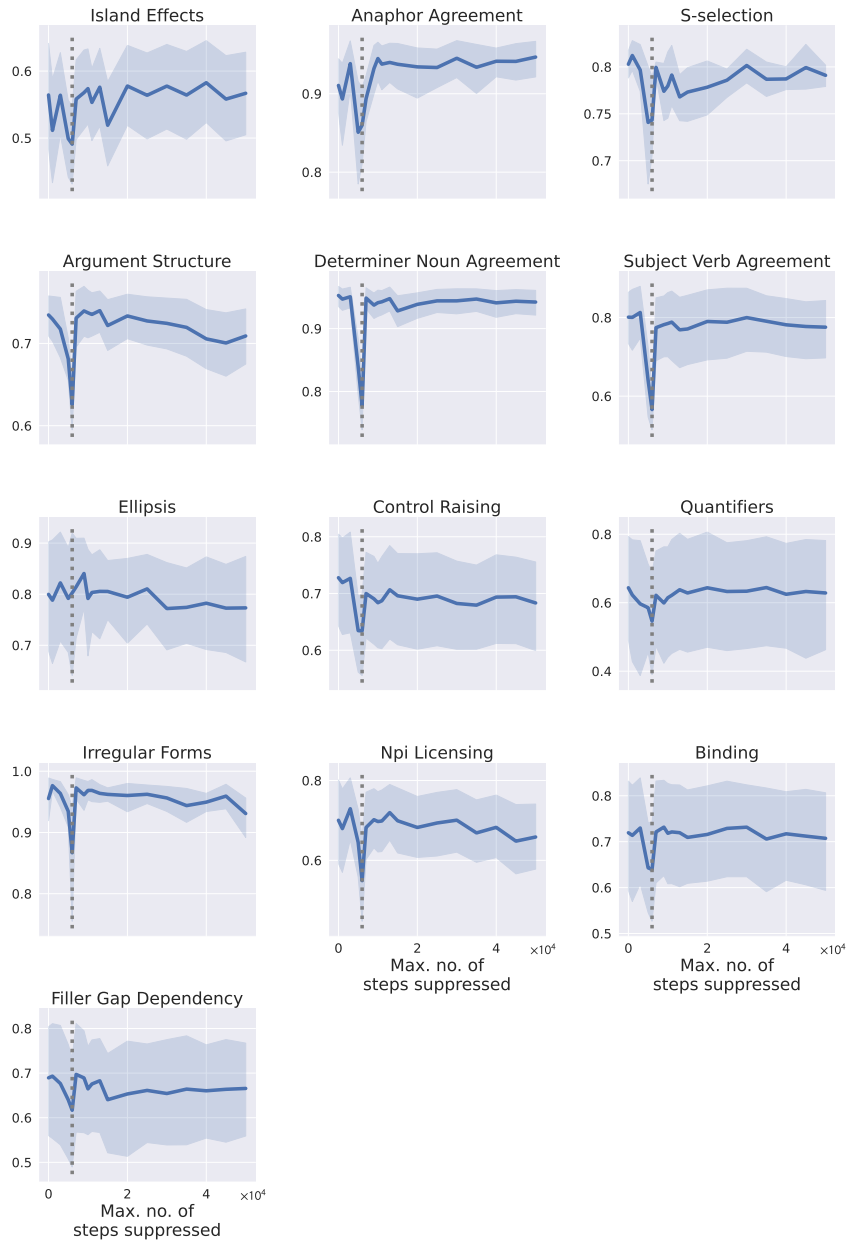 Island Effects
Anaphor Agreement
S-selection
0.6
0.5
0.9
0.8
0.8
0.75
0.7
Argument Structure
Determiner Noun Agreement
Subject Verb Agreement
0.7
0.6
0.9
0.8
0.8
0.6
Ellipsis
Control Raising
Quantifiers
0.9
0.8
0.7
0.8
0.7
0.6
0.8
0.6
0.4
Irregular Forms
Npi Licensing
Binding
1.0
0.9
0.8
0.8
0.6
0.8
0.7
0.6
0.5
0 2 4 ×10⁴
Max. no. of
steps suppressed
0 2 4 ×10⁴
Max. no. of
steps suppressed
Filler Gap Dependency
0.8
0.7
0.6
0.5
0 2 4 ×10⁴
Max. no. of
steps suppressed